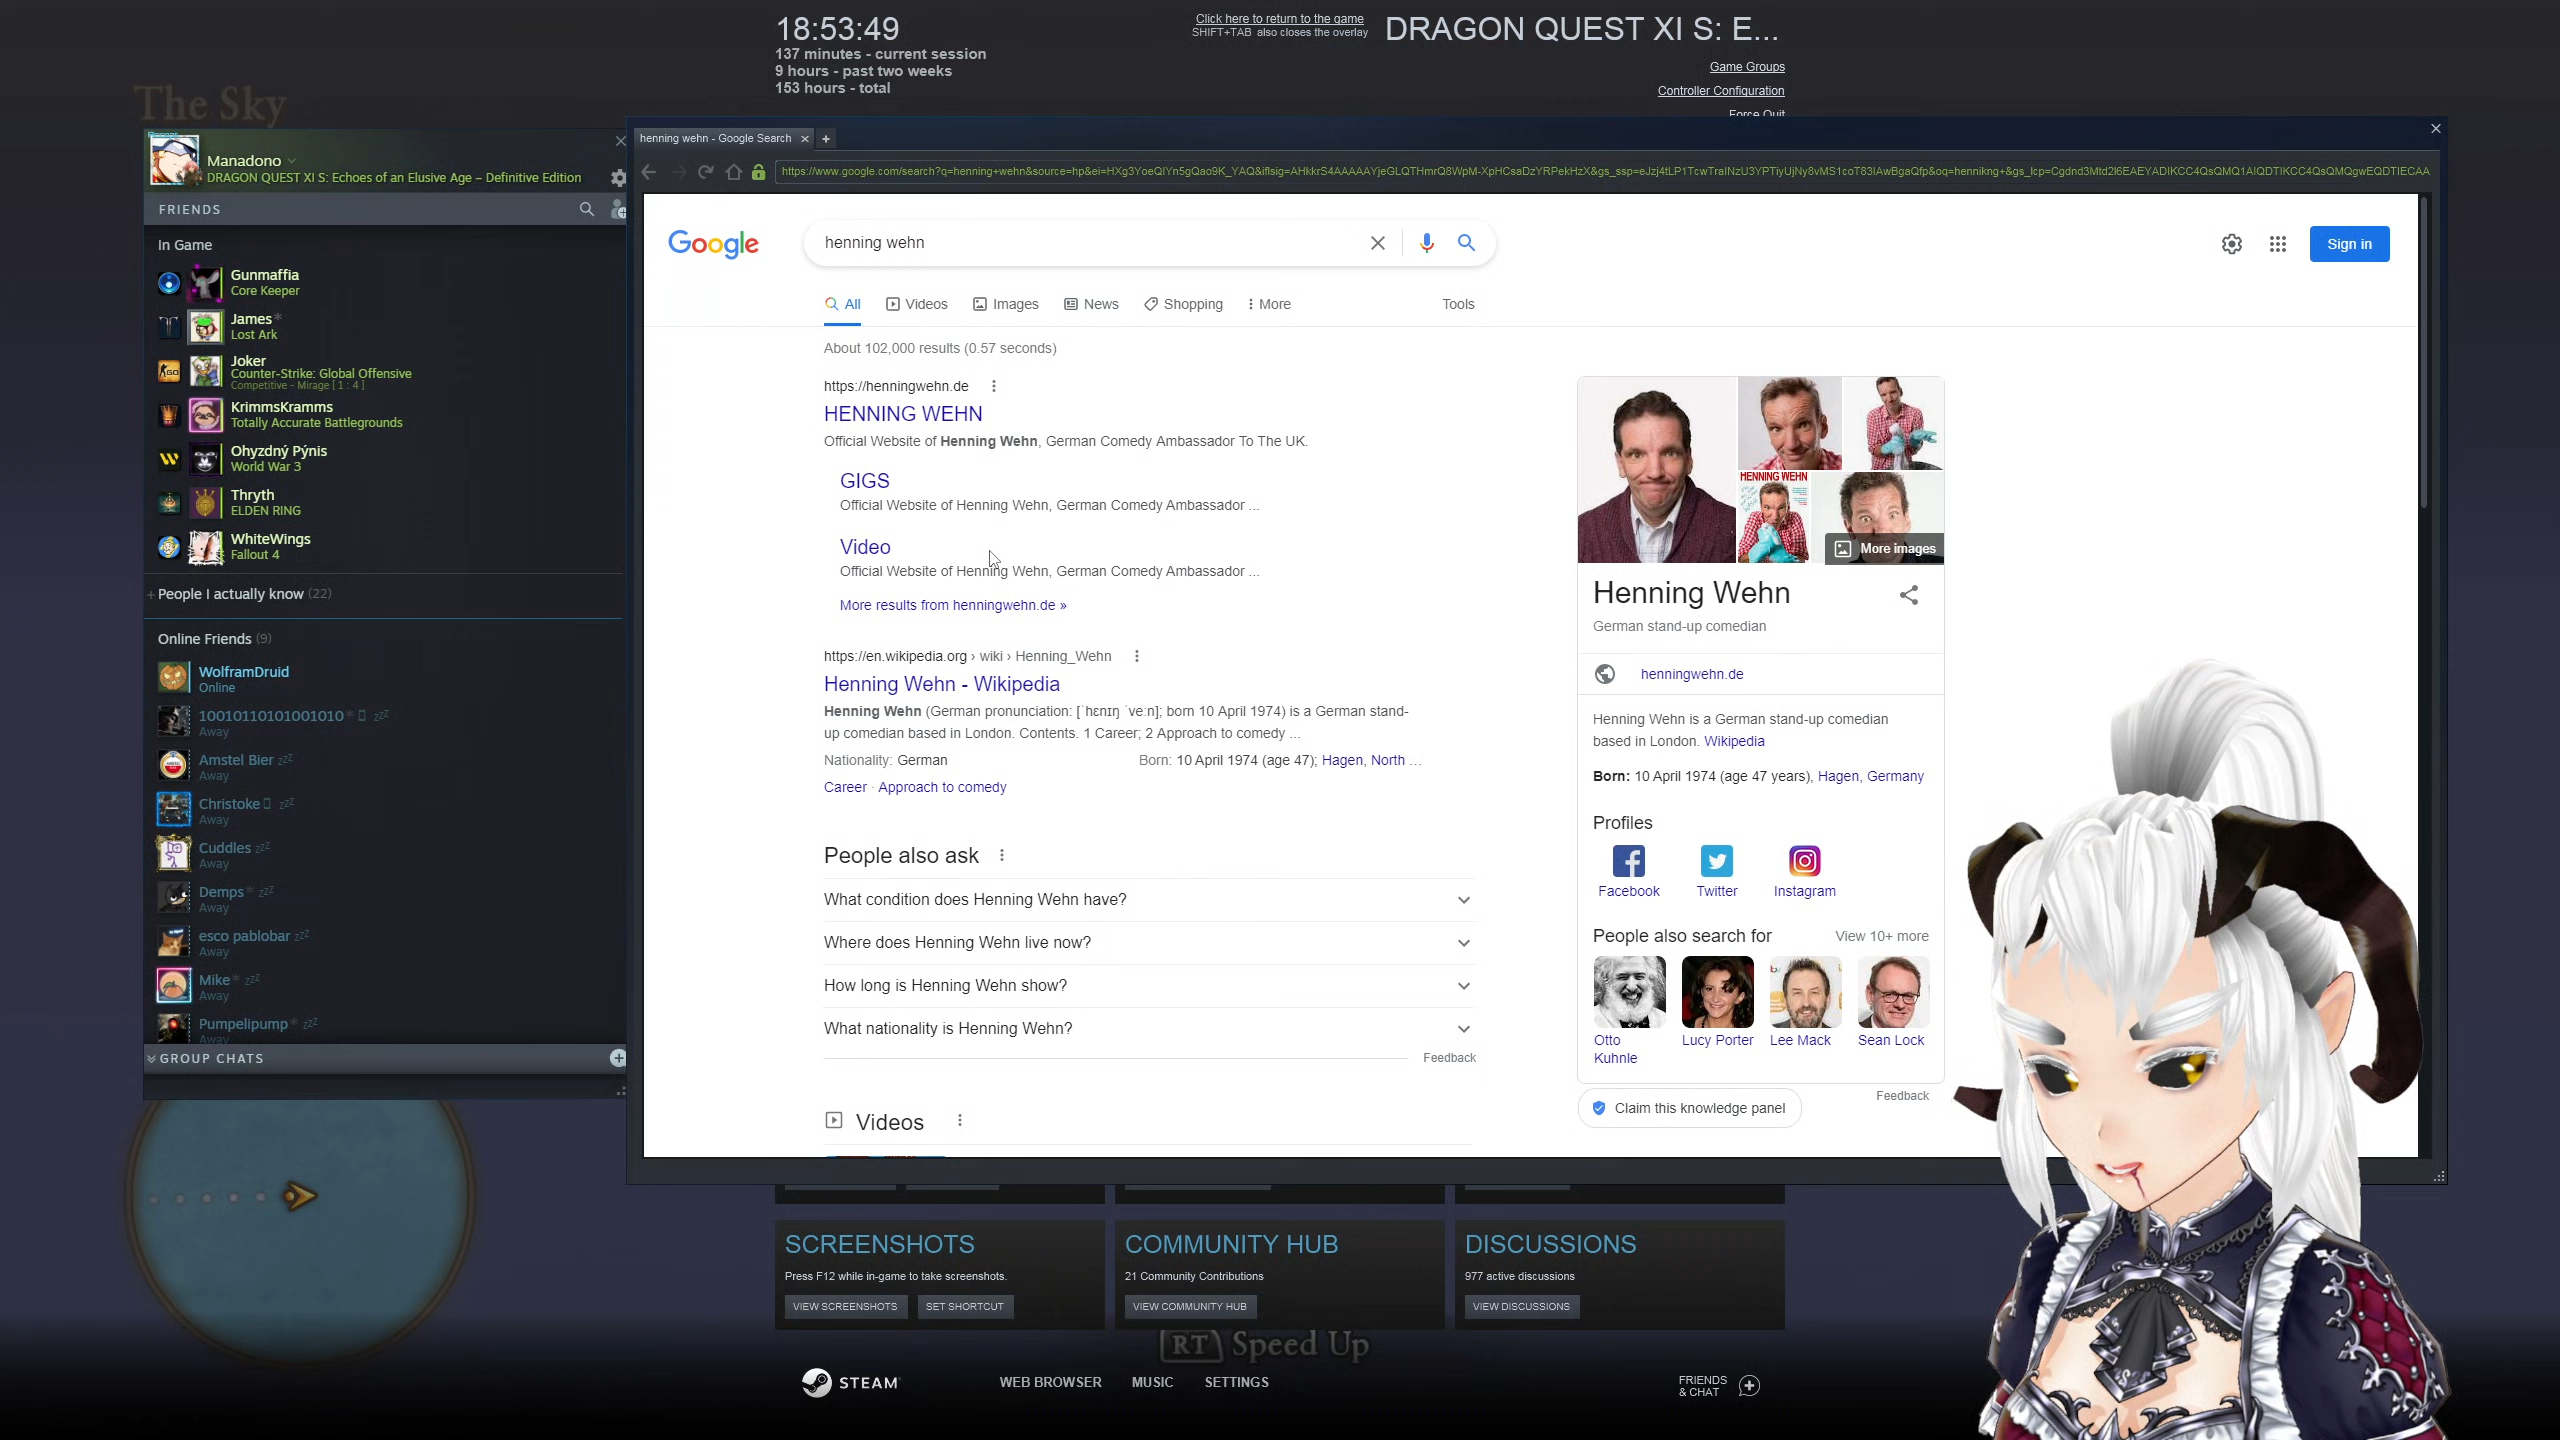 18:53:49
137 minutes - current session
9 hours - past two weeks
153 hours - total
Click here to return to the game
SHIFT+TAB also closes the overlay
DRAGON QUEST XI S: E...
Game Groups
Controller Configuration
Force Quit
The Sky
Manadono
DRAGON QUEST XI S: Echoes of an Elusive Age – Definitive Edition
FRIENDS
In Game
Gunmaffia
Core Keeper
James *
Lost Ark
Joker
Counter-Strike: Global Offensive
Competitive - Mirage [ 1 : 4 ]
KrimmsKramms
Totally Accurate Battlegrounds
Ohyzdný Pýnis
World War 3
Thryth
ELDEN RING
WhiteWings
Fallout 4
+ People I actually know (22)
Online Friends (9)
WolframDruid
Online
10010110101001010 * zzZ
Away
Amstel Bier zzZ
Away
Christoke zzZ
Away
Cuddles zzZ
Away
Demps * zzZ
Away
esco pablobar zzZ
Away
Mike * zzZ
Away
Pumpelipump * zzZ
Away
GROUP CHATS
henning wehn - Google Search
Google
henning wehn
Sign in
All
Videos
Images
News
Shopping
More
Tools
About 102,000 results (0.57 seconds)
https://henningwehn.de
HENNING WEHN
Official Website of Henning Wehn, German Comedy Ambassador To The UK.
GIGS
Official Website of Henning Wehn, German Comedy Ambassador ...
Video
Official Website of Henning Wehn, German Comedy Ambassador ...
More results from henningwehn.de »
https://en.wikipedia.org › wiki › Henning_Wehn
Henning Wehn - Wikipedia
Henning Wehn (German pronunciation: [ˈhɛnɪŋ ˈveːn]; born 10 April 1974) is a German stand-
up comedian based in London. Contents. 1 Career; 2 Approach to comedy ...
Nationality: German
Born: 10 April 1974 (age 47); Hagen, North ...
Career · Approach to comedy
People also ask
What condition does Henning Wehn have?
Where does Henning Wehn live now?
How long is Henning Wehn show?
What nationality is Henning Wehn?
Feedback
Videos
HENNING WEHN
More images
Henning Wehn
German stand-up comedian
henningwehn.de
Henning Wehn is a German stand-up comedian
based in London. Wikipedia
Born: 10 April 1974 (age 47 years), Hagen, Germany
Profiles
Facebook
Twitter
Instagram
People also search for
View 10+ more
Otto
Kuhnle
Lucy Porter
Lee Mack
Sean Lock
Claim this knowledge panel
Feedback
SCREENSHOTS
Press F12 while in-game to take screenshots.
VIEW SCREENSHOTS
SET SHORTCUT
COMMUNITY HUB
21 Community Contributions
VIEW COMMUNITY HUB
DISCUSSIONS
977 active discussions
VIEW DISCUSSIONS
RT Speed Up
STEAM
WEB BROWSER
MUSIC
SETTINGS
FRIENDS
& CHAT